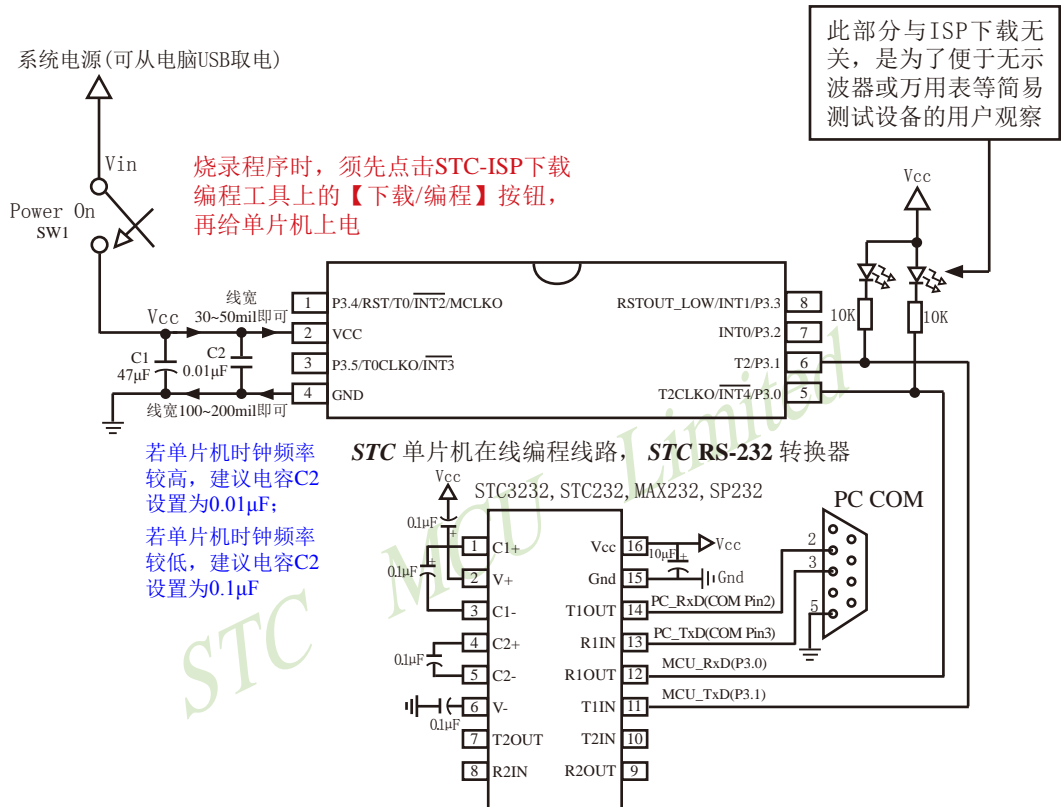 此部分与ISP下载无
关，是为了便于无示
波器或万用表等简易
测试设备的用户观察
系统电源(可从电脑USB取电)
Vin
Power On
SW1
烧录程序时，须先点击STC-ISP下载
编程工具上的【下载/编程】按钮，
再给单片机上电
Vcc
10K
10K
线宽
30~50mil即可
Vcc
C1
47μF
C2
0.01μF
线宽100~200mil即可
1 P3.4/RST/T0/INT2/MCLKO
2 VCC
3 P3.5/T0CLKO/INT3
4 GND
RSTOUT_LOW/INT1/P3.3 8
INT0/P3.2 7
T2/P3.1 6
T2CLKO/INT4/P3.0 5
若单片机时钟频率
较高，建议电容C2
设置为0.01μF；
若单片机时钟频率
较低，建议电容C2
设置为0.1μF
STC 单片机在线编程线路， STC RS-232 转换器
STC3232,STC232,MAX232,SP232
Vcc
0.1μF
+
0.1μF
+
0.1μF
0.1μF
1 C1+
2 V+
3 C1-
4 C2+
5 C2-
6 V-
7 T2OUT
8 R2IN
Vcc 16
Gnd 15
T1OUT 14
R1IN 13
R1OUT 12
T1IN 11
T2IN 10
R2OUT 9
10μF
+
Vcc
Gnd
PC_RxD(COM Pin2)
PC_TxD(COM Pin3)
MCU_RxD(P3.0)
MCU_TxD(P3.1)
PC COM
2
3
5
STC MCU Limited